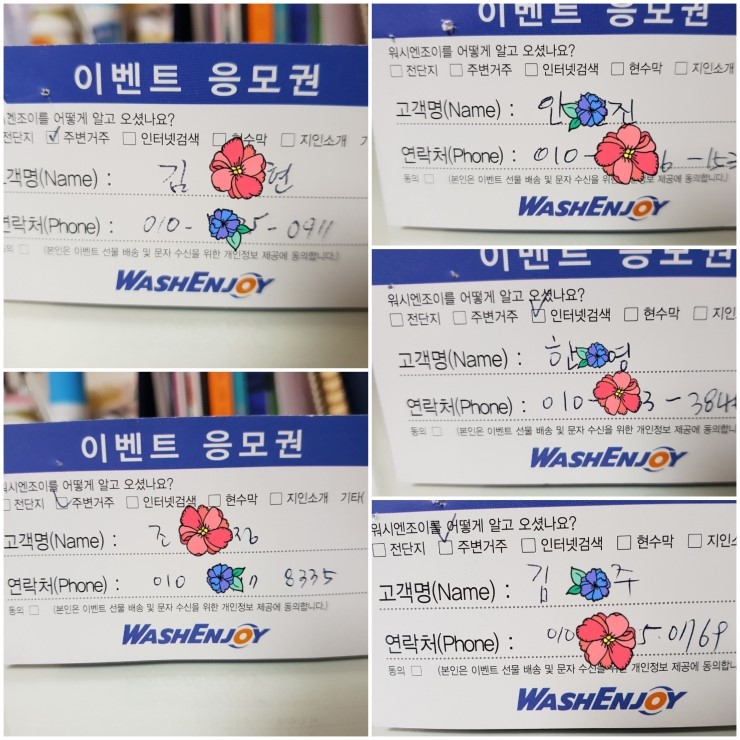 이벤트 응모권
엔조이를 어떻게 알고 오셨나요?
전단지 주변거주 인터넷검색 현수막 지인소개
객명(Name) : 김 현
연락처(Phone) : 010- 5-0911
동의 (본인은 이벤트 선물 배송 및 문자 수신을 위한 개인정보 제공에 동의합니다.)
WASHENJOY
이벤트 응모권
워시엔조이를 어떻게 알고 오셨나요?
전단지 주변거주 인터넷검색 현수막 지인소개 기타(
고객명(Name) : 조
연락처(Phone) : 010 8335
동의 (본인은 이벤트 선물 배송 및 문자 수신을 위한 개인정보 제공에 동의합니다.)
WASHENJOY
이벤트 응모권
워시엔조이를 어떻게 알고 오셨나요?
전단지 주변거주 인터넷검색 현수막 지인소개
고객명(Name) : 안 진
연락처(Phone) : 010- 6-153
동의 (본인은 이벤트 선물 배송 및 문자 수신을 위한 정보 제공에 동의합니다.)
WASHENJOY
이벤트 응모권
워시엔조이를 어떻게 알고 오셨나요?
전단지 주변거주 인터넷검색 현수막 지인
고객명(Name) : 한 영
연락처(Phone) : 010- 3-384
동의 (본인은 이벤트 선물 배송 및 문자 수신을 위한 개인정보 제공에 동의합니다
WASHENJOY
워시엔조이를 어떻게 알고 오셨나요?
전단지 주변거주 인터넷검색 현수막 지인소
고객명(Name) : 김 주
연락처(Phone) : 010 5.0769
동의 (본인은 이벤트 선물 배송 및 문자 수신을 위한 개인정보 제공에 동의합니
WASHENJOY